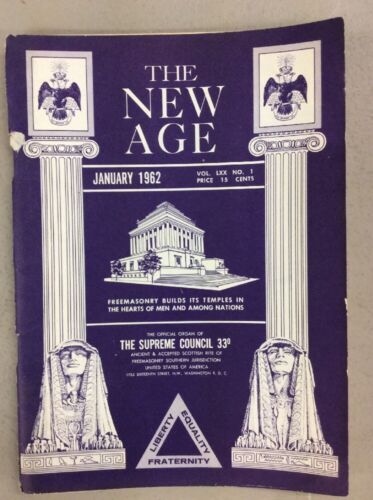 THE
NEW
AGE
JANUARY 1962
VOL. LXX NO. 1
PRICE 15 CENTS
FREEMASONRY BUILDS ITS TEMPLES IN
THE HEARTS OF MEN AND AMONG NATIONS
THE OFFICIAL ORGAN OF
THE SUPREME COUNCIL 33°
ANCIENT & ACCEPTED SCOTTISH RITE OF
FREEMASONRY SOUTHERN JURISDICTION
UNITED STATES OF AMERICA
1733 SIXTEENTH STREET, N.W., WASHINGTON 9, D. C.
LIBERTY
EQUALITY
FRATERNITY